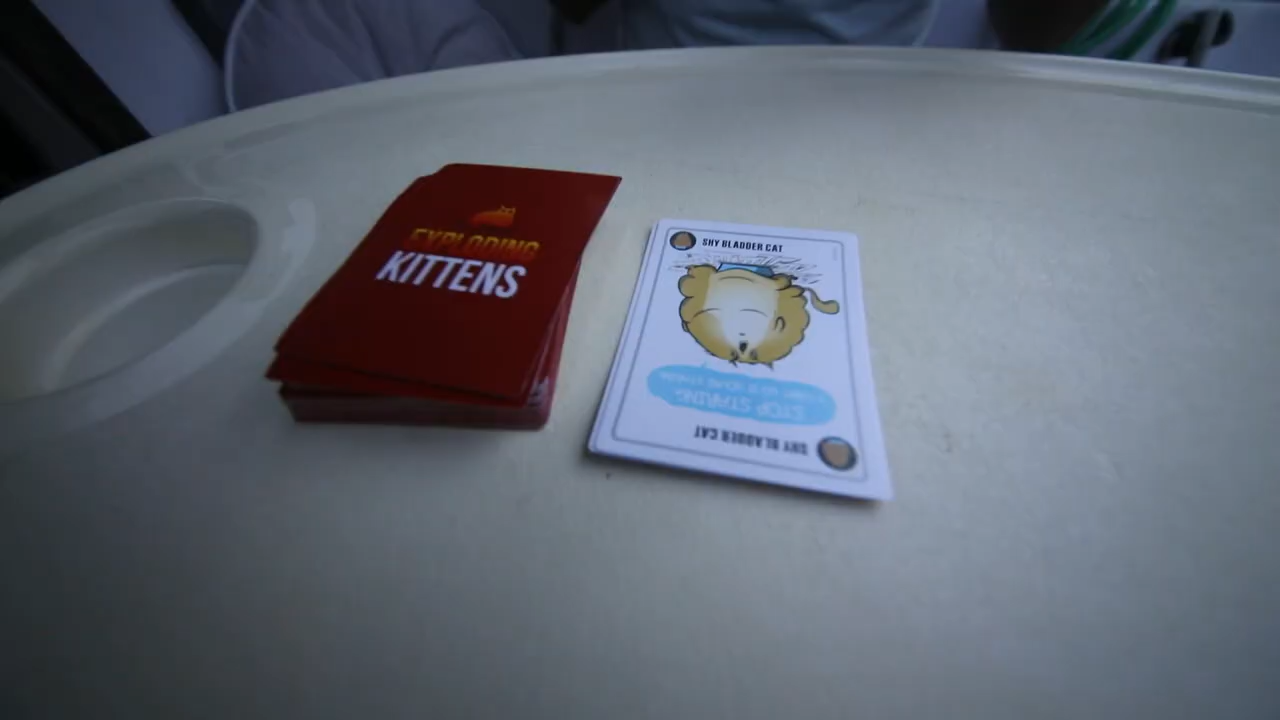 EXPLODING
KITTENS
SHY BLADDER CAT
STOP STARING
SHY BLADDER CAT